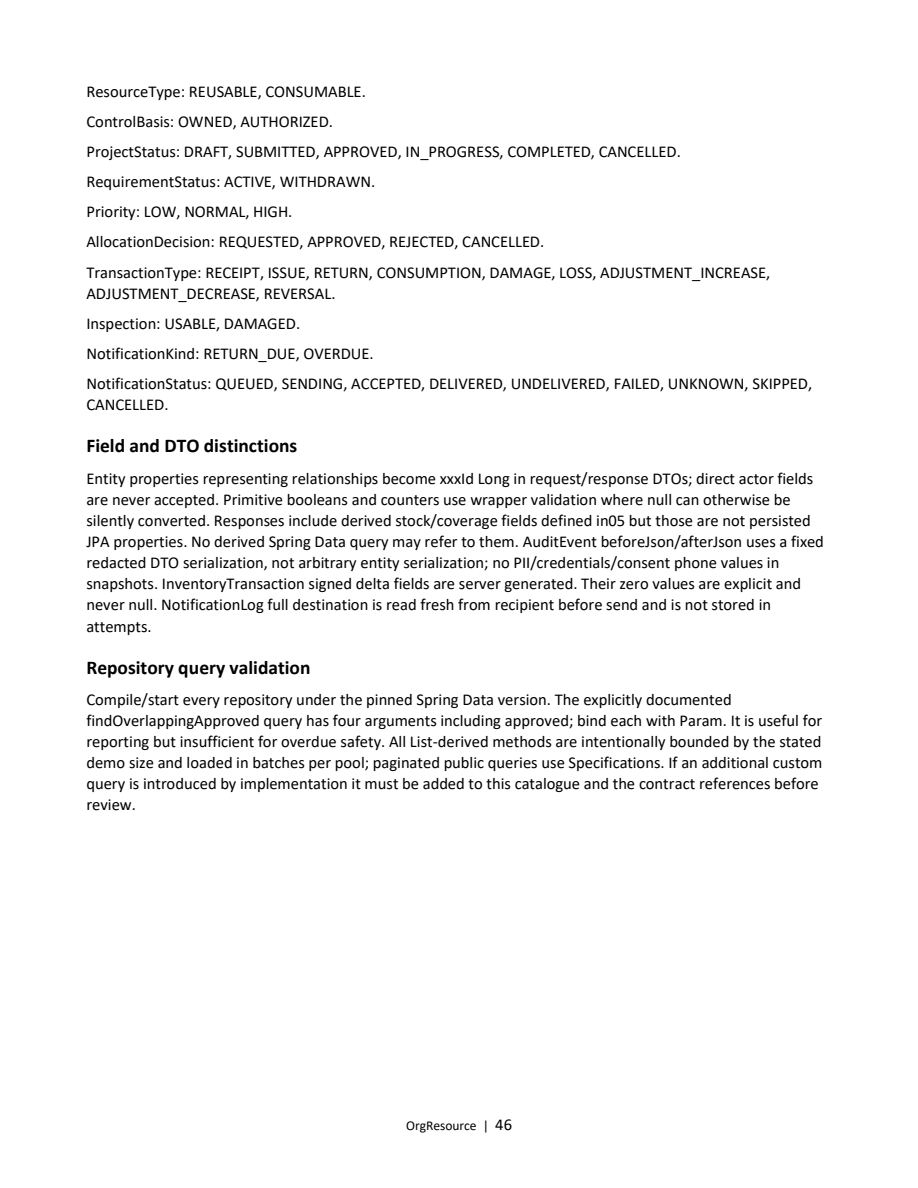 ResourceType: REUSABLE, CONSUMABLE.
ControlBasis: OWNED, AUTHORIZED.
ProjectStatus: DRAFT, SUBMITTED, APPROVED, IN_PROGRESS, COMPLETED, CANCELLED.
RequirementStatus: ACTIVE, WITHDRAWN.
Priority: LOW, NORMAL, HIGH.
AllocationDecision: REQUESTED, APPROVED, REJECTED, CANCELLED.
TransactionType: RECEIPT, ISSUE, RETURN, CONSUMPTION, DAMAGE, LOSS, ADJUSTMENT_INCREASE,
ADJUSTMENT_DECREASE, REVERSAL.
Inspection: USABLE, DAMAGED.
NotificationKind: RETURN_DUE, OVERDUE.
NotificationStatus: QUEUED, SENDING, ACCEPTED, DELIVERED, UNDELIVERED, FAILED, UNKNOWN, SKIPPED,
CANCELLED.
Field and DTO distinctions
Entity properties representing relationships become xxxId Long in request/response DTOs; direct actor fields
are never accepted. Primitive booleans and counters use wrapper validation where null can otherwise be
silently converted. Responses include derived stock/coverage fields defined in05 but those are not persisted
JPA properties. No derived Spring Data query may refer to them. AuditEvent beforeJson/afterJson uses a fixed
redacted DTO serialization, not arbitrary entity serialization; no PII/credentials/consent phone values in
snapshots. InventoryTransaction signed delta fields are server generated. Their zero values are explicit and
never null. NotificationLog full destination is read fresh from recipient before send and is not stored in
attempts.
Repository query validation
Compile/start every repository under the pinned Spring Data version. The explicitly documented
findOverlappingApproved query has four arguments including approved; bind each with Param. It is useful for
reporting but insufficient for overdue safety. All List-derived methods are intentionally bounded by the stated
demo size and loaded in batches per pool; paginated public queries use Specifications. If an additional custom
query is introduced by implementation it must be added to this catalogue and the contract references before
review.
OrgResource | 46